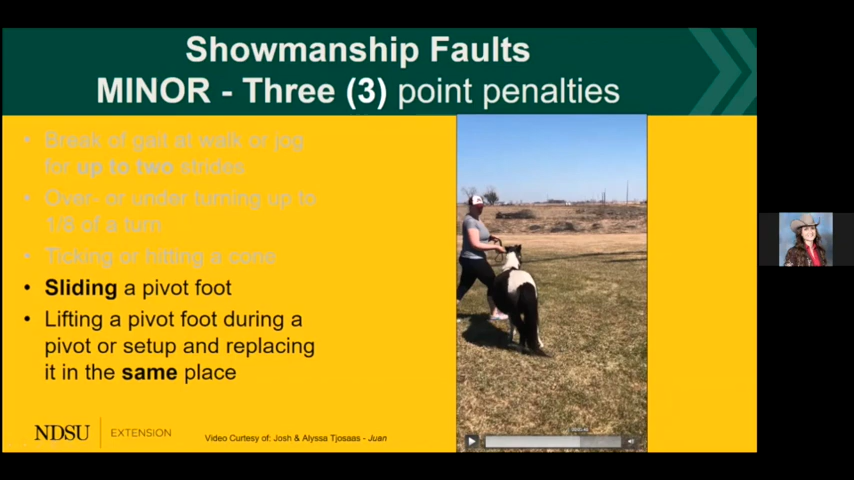 Showmanship Faults
MINOR - Three (3) point penalties
• Break of gait at walk or jog
for up to two strides
• Over- or under turning up to
1/8 of a turn
• Ticking or hitting a cone
• Sliding a pivot foot
• Lifting a pivot foot during a
pivot or setup and replacing
it in the same place
NDSU EXTENSION
Video Curtesy of: Josh & Alyssa Tjosaas - Juan